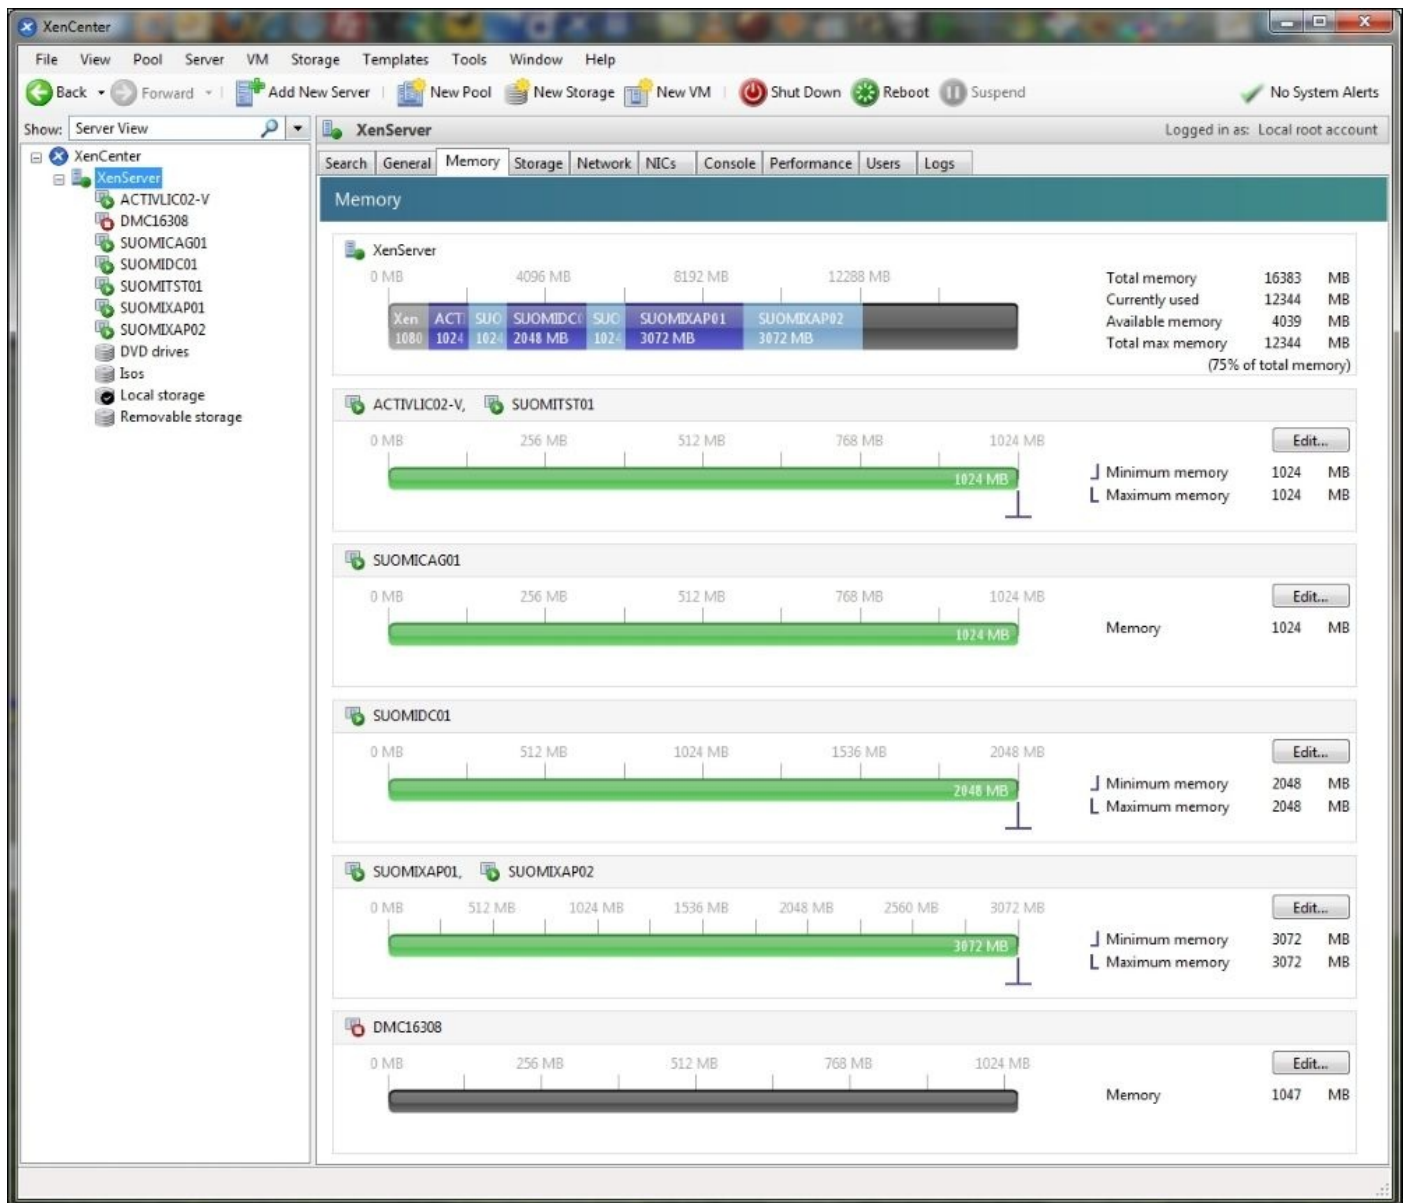 XenCenter
File View Pool Server VM Storage Templates Tools Window Help
Back Forward Add New Server New Pool New Storage New VM Shut Down Reboot Suspend No System Alerts
Show: Server View
XenCenter
XenServer
ACTIVLIC02-V
DMC16308
SUOMICAG01
SUOMIDC01
SUOMITST01
SUOMIXAP01
SUOMIXAP02
DVD drives
Isos
Local storage
Removable storage
XenServer Logged in as: Local root account
Search General Memory Storage Network NICs Console Performance Users Logs
Memory
XenServer
0 MB 4096 MB 8192 MB 12288 MB
Xen ACT SUO SUOMIDC SUO SUOMIXAP01 SUOMIXAP02
1080 1024 1024 2048 MB 1024 3072 MB 3072 MB
Total memory 16383 MB
Currently used 12344 MB
Available memory 4039 MB
Total max memory 12344 MB
(75% of total memory)
ACTIVLIC02-V, SUOMITST01
0 MB 256 MB 512 MB 768 MB 1024 MB
1024 MB
Edit...
Minimum memory 1024 MB
Maximum memory 1024 MB
SUOMICAG01
0 MB 256 MB 512 MB 768 MB 1024 MB
1024 MB
Edit...
Memory 1024 MB
SUOMIDC01
0 MB 512 MB 1024 MB 1536 MB 2048 MB
2048 MB
Edit...
Minimum memory 2048 MB
Maximum memory 2048 MB
SUOMIXAP01, SUOMIXAP02
0 MB 512 MB 1024 MB 1536 MB 2048 MB 2560 MB 3072 MB
3072 MB
Edit...
Minimum memory 3072 MB
Maximum memory 3072 MB
DMC16308
0 MB 256 MB 512 MB 768 MB 1024 MB
Edit...
Memory 1047 MB